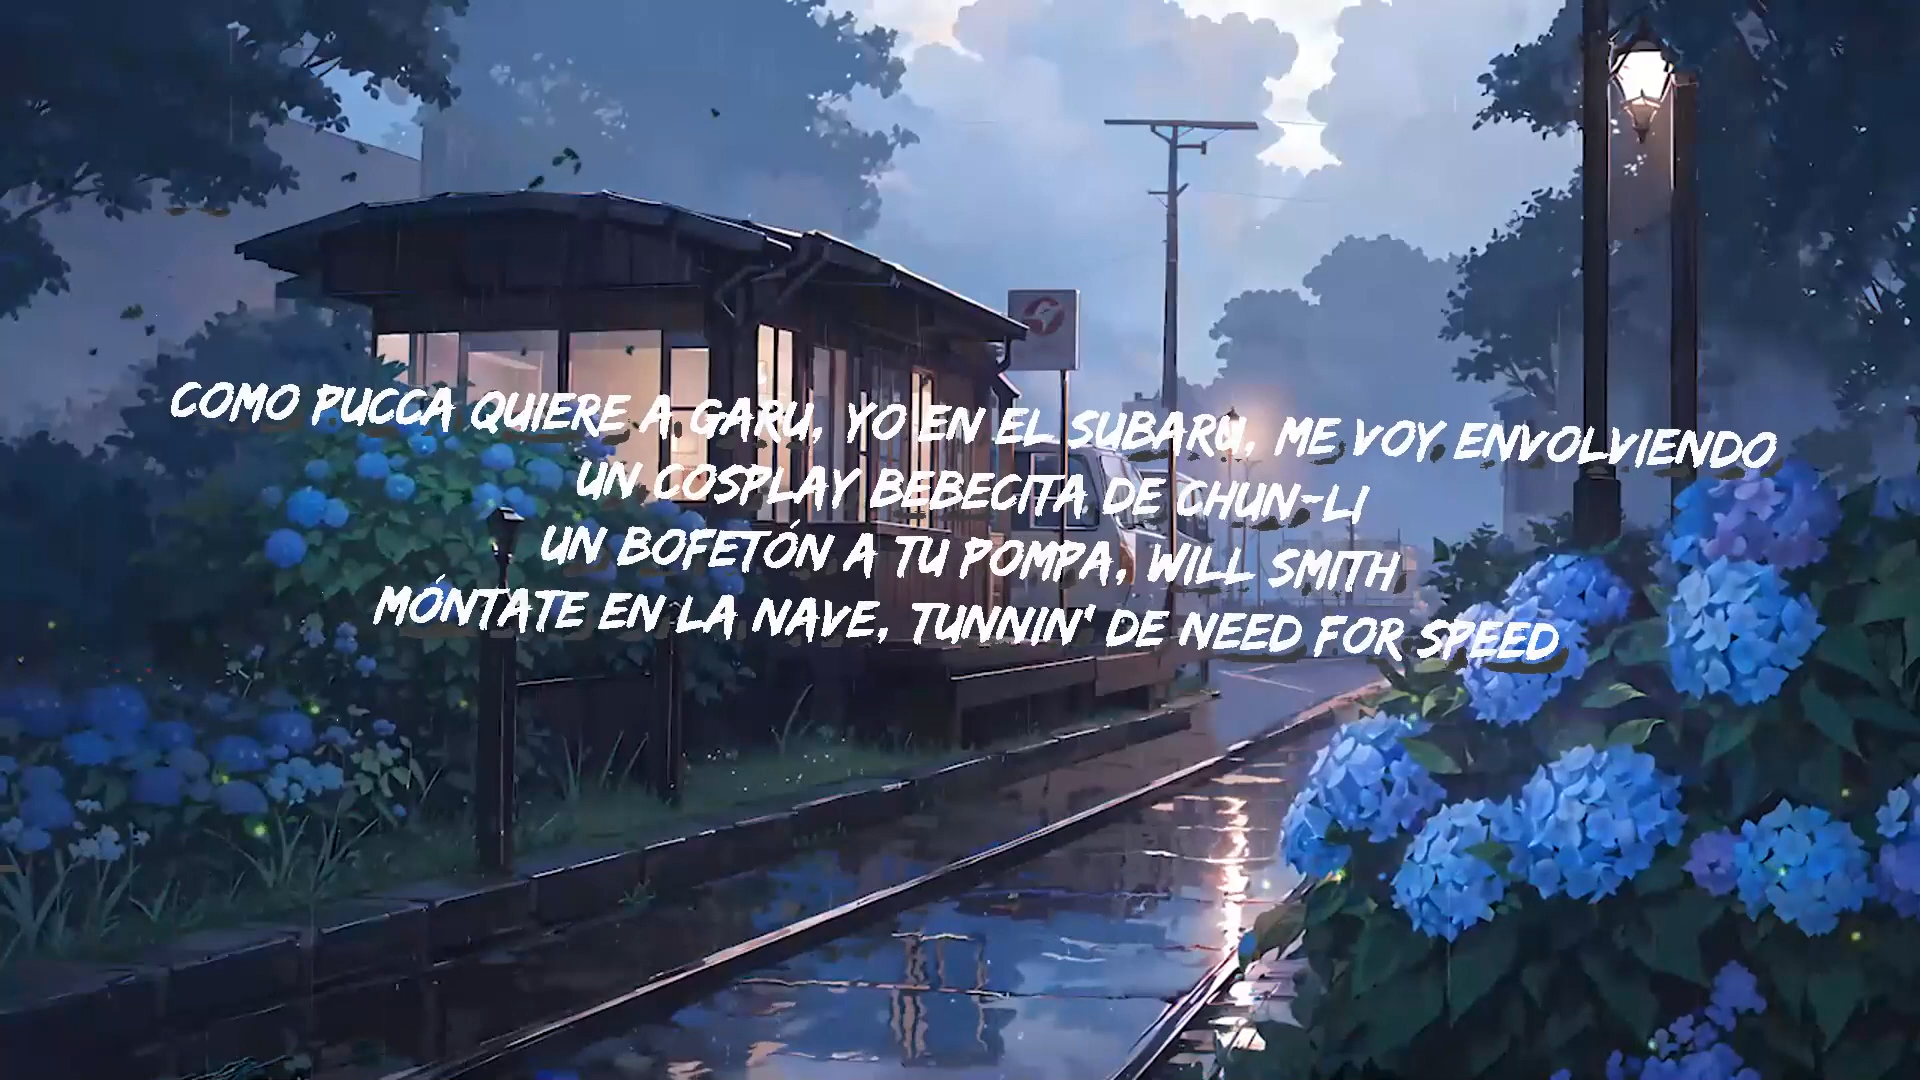 COMO PUCCA QUIERE A GARU, YO EN EL SUBARU, ME VOY ENVOLVIENDO
UN COSPLAY BEBECITA DE CHUN-LI
UN BOFETÓN A TU POMPA, WILL SMITH
MÓNTATE EN LA NAVE, TUNNIN' DE NEED FOR SPEED